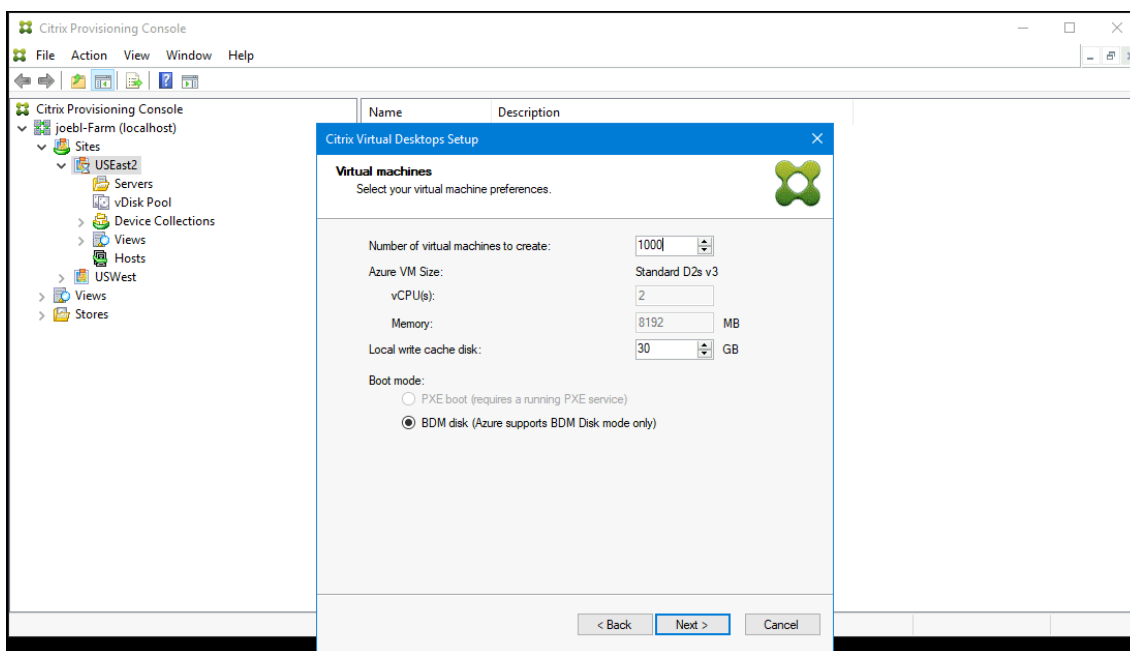 Citrix Provisioning Console
File Action View Window Help
Citrix Provisioning Console
joebl-Farm (localhost)
Sites
USEast2
Servers
vDisk Pool
Device Collections
Views
Hosts
USWest
Views
Stores
Name Description
Citrix Virtual Desktops Setup
Virtual machines
Select your virtual machine preferences.
Number of virtual machines to create: 1000
Azure VM Size: Standard D2s v3
vCPU(s): 2
Memory: 8192 MB
Local write cache disk: 30 GB
Boot mode:
PXE boot (requires a running PXE service)
BDM disk (Azure supports BDM Disk mode only)
< Back Next > Cancel